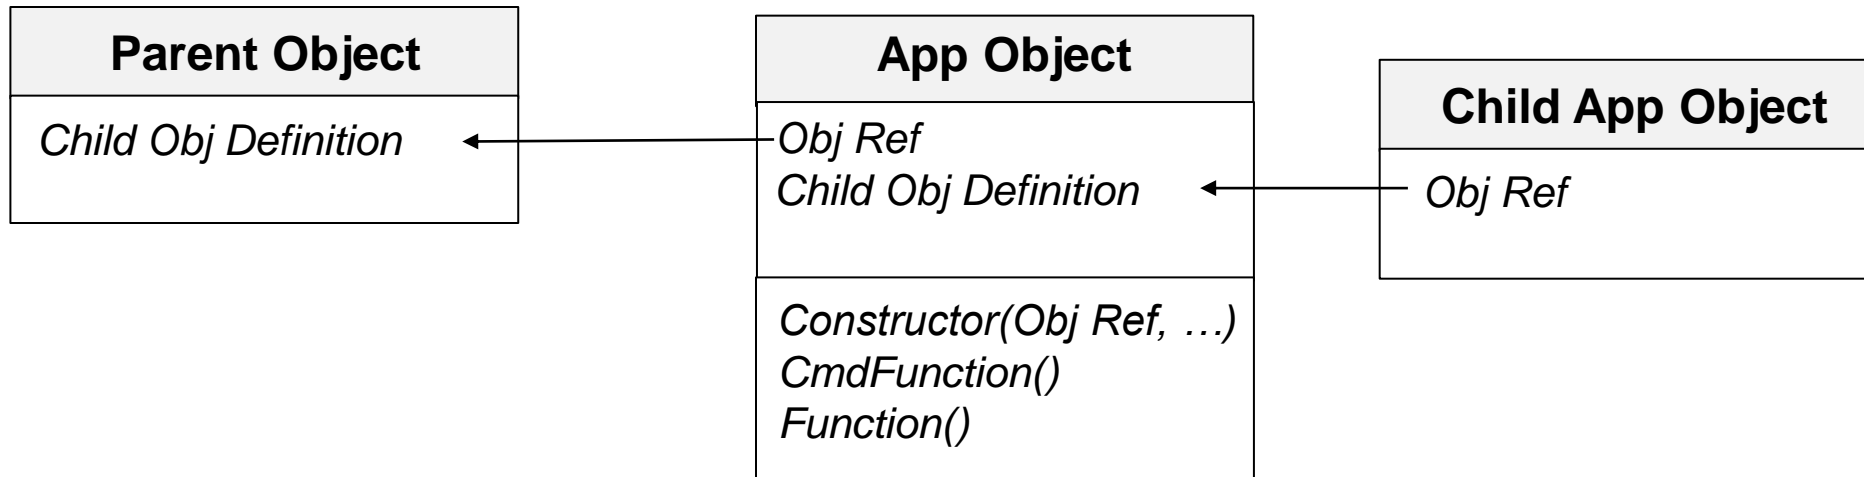 Parent Object
Child Obj Definition
App Object
Obj Ref
Child Obj Definition
Constructor(Obj Ref, …)
CmdFunction()
Function()
Child App Object
Obj Ref